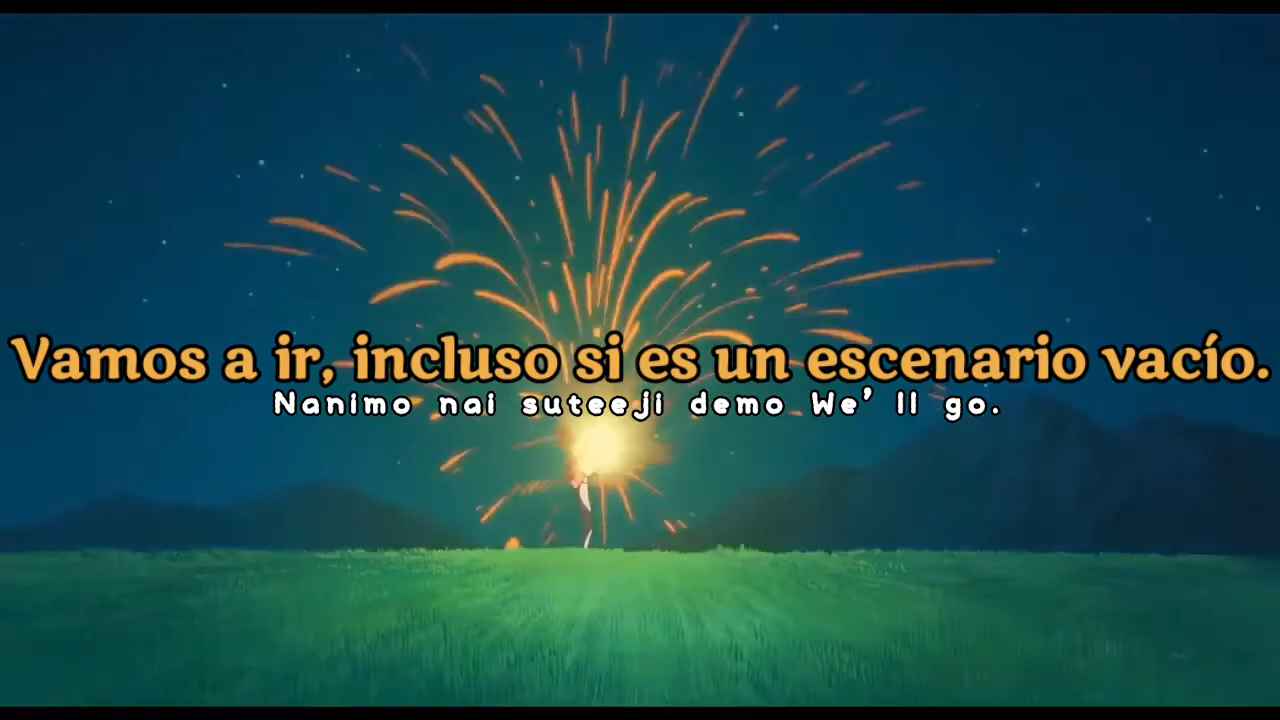 Vamos a ir, incluso si es un escenario vacío.
Nanimo nai suteeji demo We' ll go.